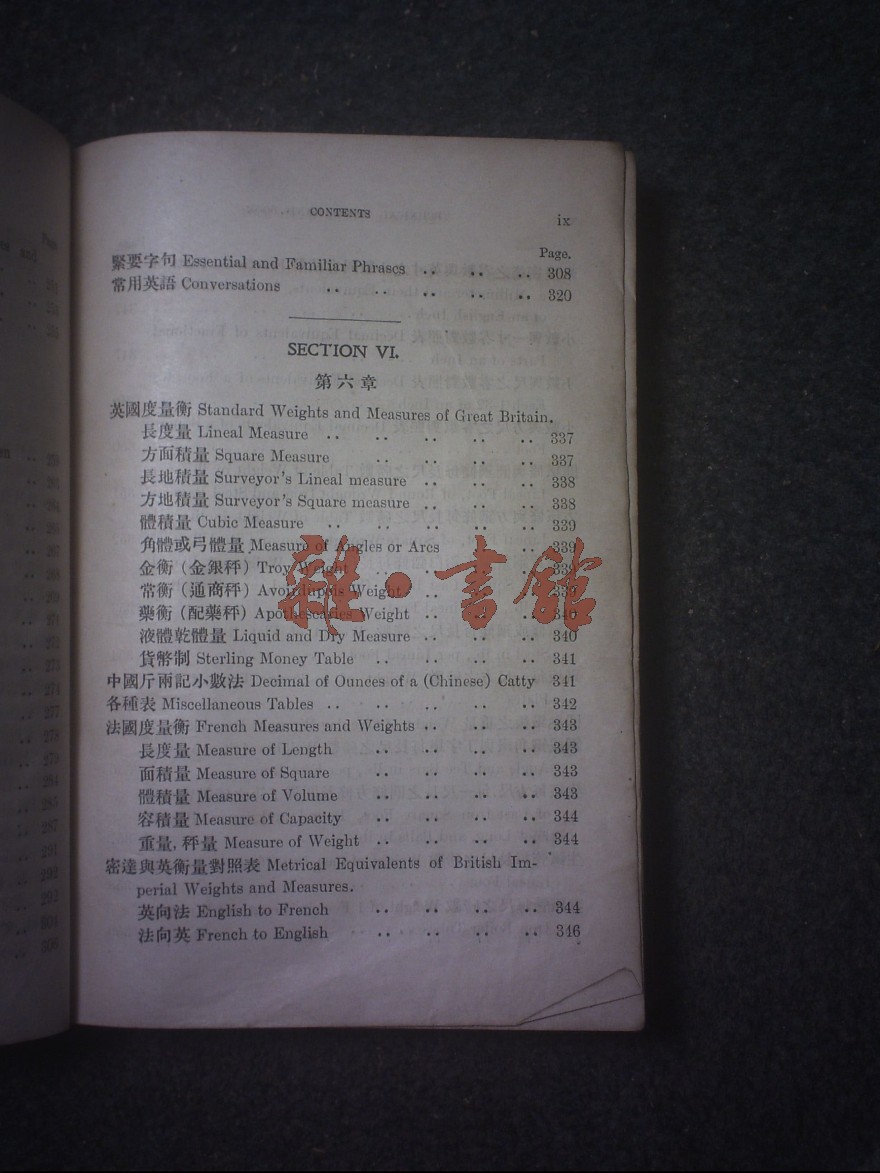 CONTENTS
ix
Page.
緊要字句 Essential and Familiar Phrases .. .. .. 308
常用英語 Conversations .. .. .. .. .. 320
SECTION VI.
第六章
英國度量衡 Standard Weights and Measures of Great Britain.
長度量 Lineal Measure .. .. .. .. .. 337
方面積量 Square Measure .. .. .. .. 337
長地積量 Surveyor's Lineal measure .. .. .. 338
方地積量 Surveyor's Square measure .. .. .. 338
體積量 Cubic Measure .. .. .. .. .. 339
角體或弓體量 Measure of Angles or Arcs .. .. 339
金衡 (金銀秤) Troy Weight .. .. .. .. 339
常衡 (通商秤) Avoirdupois Weight .. .. .. 339
藥衡 (配藥秤) Apothecaries Weight .. .. .. 340
液體乾體量 Liquid and Dry Measure .. .. .. 340
貨幣制 Sterling Money Table .. .. .. .. 341
中國斤兩記小數法 Decimal of Ounces of a (Chinese) Catty 341
各種表 Miscellaneous Tables .. .. .. .. .. 342
法國度量衡 French Measures and Weights .. .. .. 343
長度量 Measure of Length .. .. .. .. 343
面積量 Measure of Square .. .. .. .. 343
體積量 Measure of Volume .. .. .. .. 343
容積量 Measure of Capacity .. .. .. .. 344
重量, 秤量 Measure of Weight .. .. .. .. 344
密達與英衡量對照表 Metrical Equivalents of British Im-
perial Weights and Measures.
英向法 English to French .. .. .. .. 344
法向英 French to English .. .. .. .. 346
雜·書館